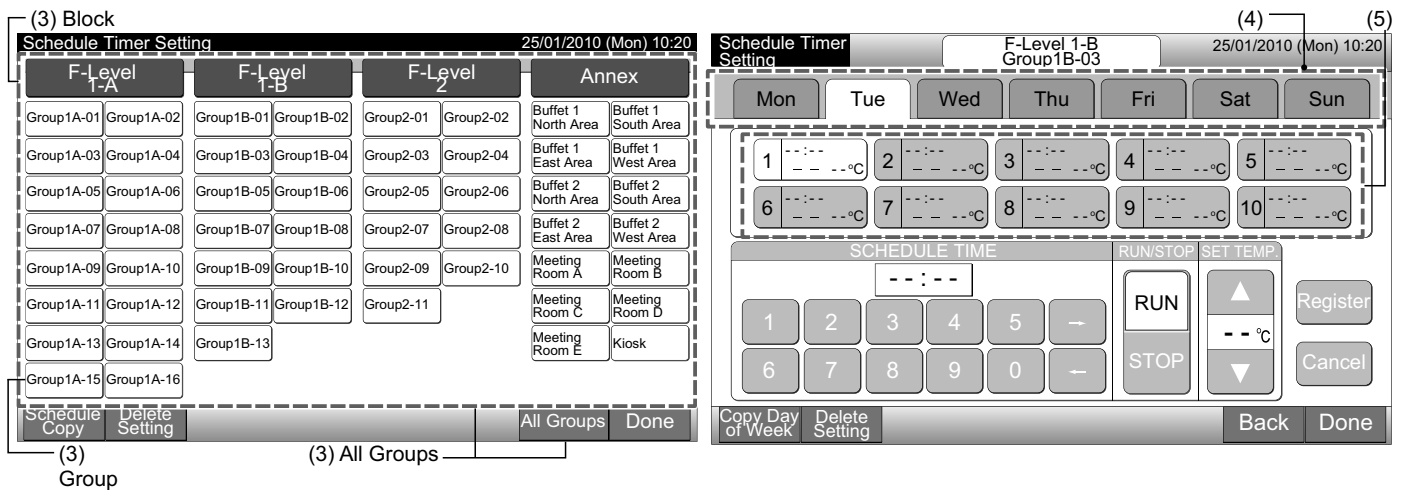 (3) Block
Schedule Timer Setting 25/01/2010 (Mon) 10:20
F-Level 1-A
F-Level 1-B
F-Level 2
Annex
Group1A-01 Group1A-02 Group1B-01 Group1B-02 Group2-01 Group2-02 Buffet 1 North Area Buffet 1 South Area
Group1A-03 Group1A-04 Group1B-03 Group1B-04 Group2-03 Group2-04 Buffet 1 East Area Buffet 1 West Area
Group1A-05 Group1A-06 Group1B-05 Group1B-06 Group2-05 Group2-06 Buffet 2 North Area Buffet 2 South Area
Group1A-07 Group1A-08 Group1B-07 Group1B-08 Group2-07 Group2-08 Buffet 2 East Area Buffet 2 West Area
Group1A-09 Group1A-10 Group1B-09 Group1B-10 Group2-09 Group2-10 Meeting Room A Meeting Room B
Group1A-11 Group1A-12 Group1B-11 Group1B-12 Group2-11 Meeting Room C Meeting Room D
Group1A-13 Group1A-14 Group1B-13 Meeting Room E Kiosk
Group1A-15 Group1A-16
Schedule Copy Delete Setting All Groups Done
(3) Group
(3) All Groups
(4) (5)
Schedule Timer Setting
F-Level 1-B
Group1B-03
25/01/2010 (Mon) 10:20
Mon Tue Wed Thu Fri Sat Sun
1 --:-- – – --°C 2 --:-- – – --°C 3 --:-- – – --°C 4 --:-- – – --°C 5 --:-- – – --°C
6 --:-- – – --°C 7 --:-- – – --°C 8 --:-- – – --°C 9 --:-- – – --°C 10 --:-- – – --°C
SCHEDULE TIME RUN/STOP SET TEMP.
--:--
1 2 3 4 5 →
6 7 8 9 0 ←
RUN
STOP
▲
--°C
▼
Register
Cancel
Copy Day of Week Delete Setting Back Done